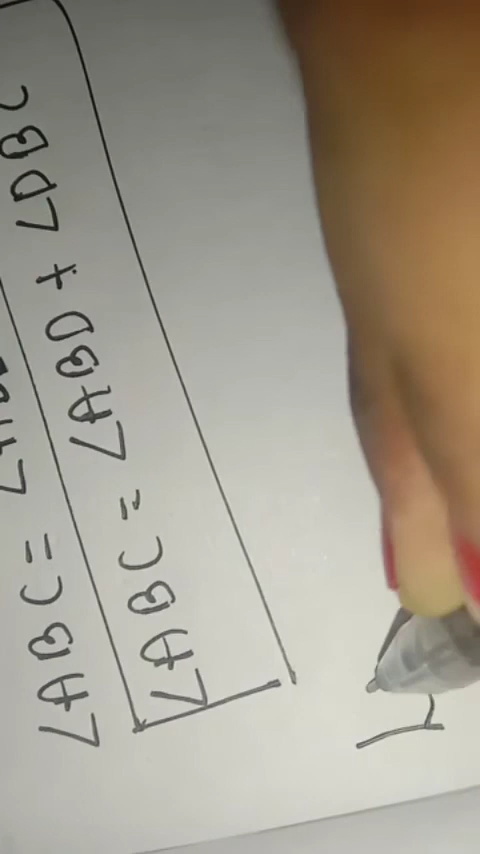 ∠ABC =
∠ABC = ∠ABD + ∠DBC